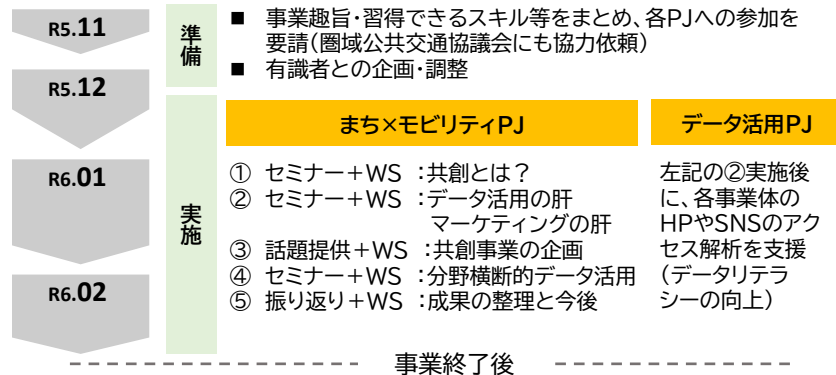 R5.11
R5.12
R6.01
R6.02
準備
■ 事業趣旨・習得できるスキル等をまとめ、各PJへの参加を
要請(圏域公共交通協議会にも協力依頼)
■ 有識者との企画・調整
実施
まち×モビリティPJ
① セミナー+WS :共創とは?
② セミナー+WS :データ活用の肝
マーケティングの肝
③ 話題提供+WS :共創事業の企画
④ セミナー+WS :分野横断的データ活用
⑤ 振り返り+WS :成果の整理と今後
データ活用PJ
左記の②実施後
に、各事業体の
HPやSNSのアク
セス解析を支援
(データリテラ
シーの向上)
事業終了後